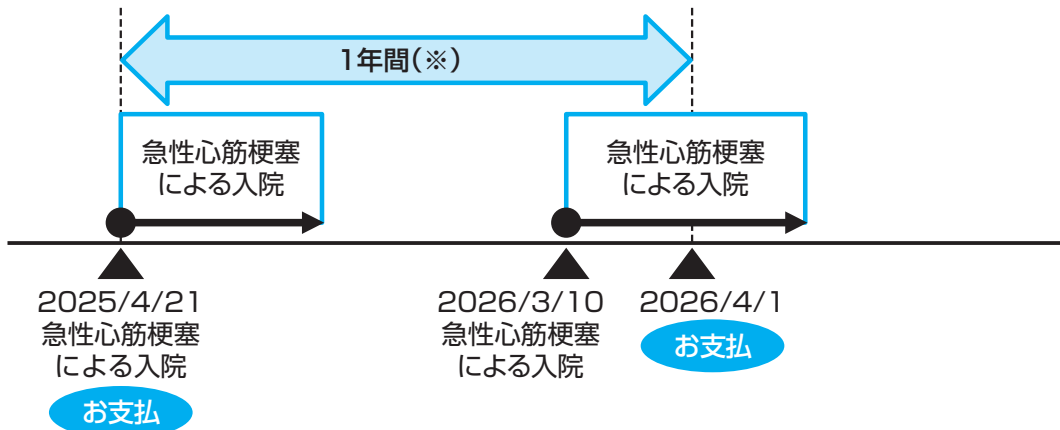 1年間(※)
急性心筋梗塞
による入院
急性心筋梗塞
による入院
2025/4/21
急性心筋梗塞
による入院
お支払
2026/3/10
急性心筋梗塞
による入院
2026/4/1
お支払